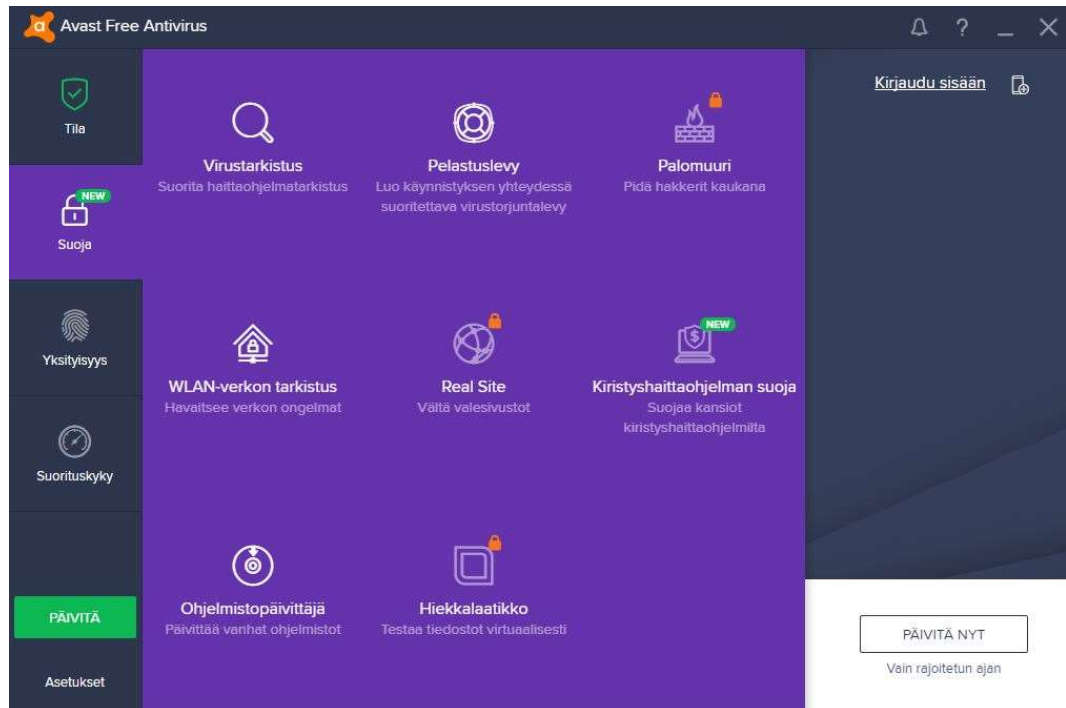 Avast Free Antivirus
?
Kirjaudu sisään
Tila
NEW
Suoja
Yksityisyys
Suorituskyky
PÄIVITÄ
Asetukset
Virustarkistus
Suorita haittaohjelmatarkistus
Pelastuslevy
Luo käynnistyksen yhteydessä
suoritettava virustorjuntalevy
Palomuuri
Pidä hakkerit kaukana
WLAN-verkon tarkistus
Havaitsee verkon ongelmat
Real Site
Vältä valesivustot
NEW
Kiristyshaittaohjelman suoja
Suojaa kansiot
kiristyshaittaohjelmilta
Ohjelmistopäivittäjä
Päivittää vanhat ohjelmistot
Hiekkalaatikko
Testaa tiedostot virtuaalisesti
PÄIVITÄ NYT
Vain rajoitetun ajan